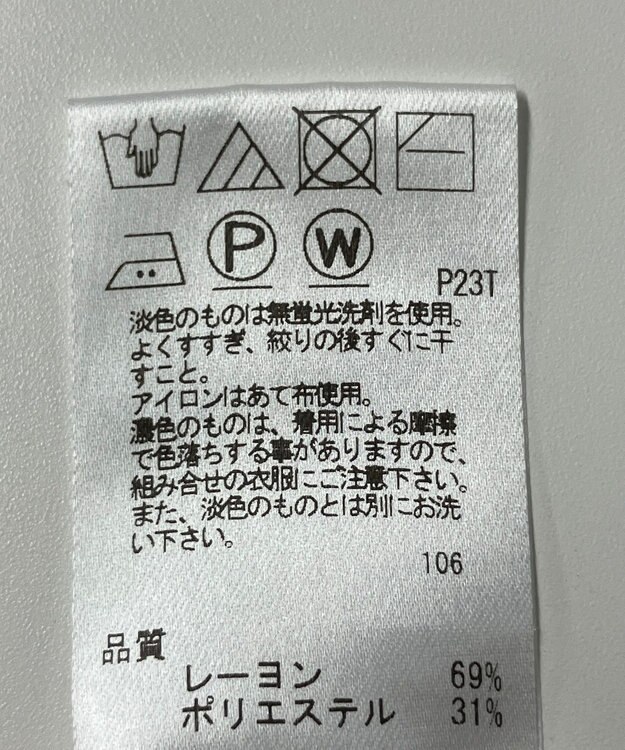 P W P23T
淡色のものは無蛍光洗剤を使用。
よくすすぎ、絞りの後すぐに干
すこと。
アイロンはあて布使用。
濃色のものは、着用による摩擦
で色落ちする事がありますので、
組み合せの衣服にご注意下さい。
また、淡色のものとは別にお洗
い下さい。
106
品質
レーヨン 69%
ポリエステル 31%